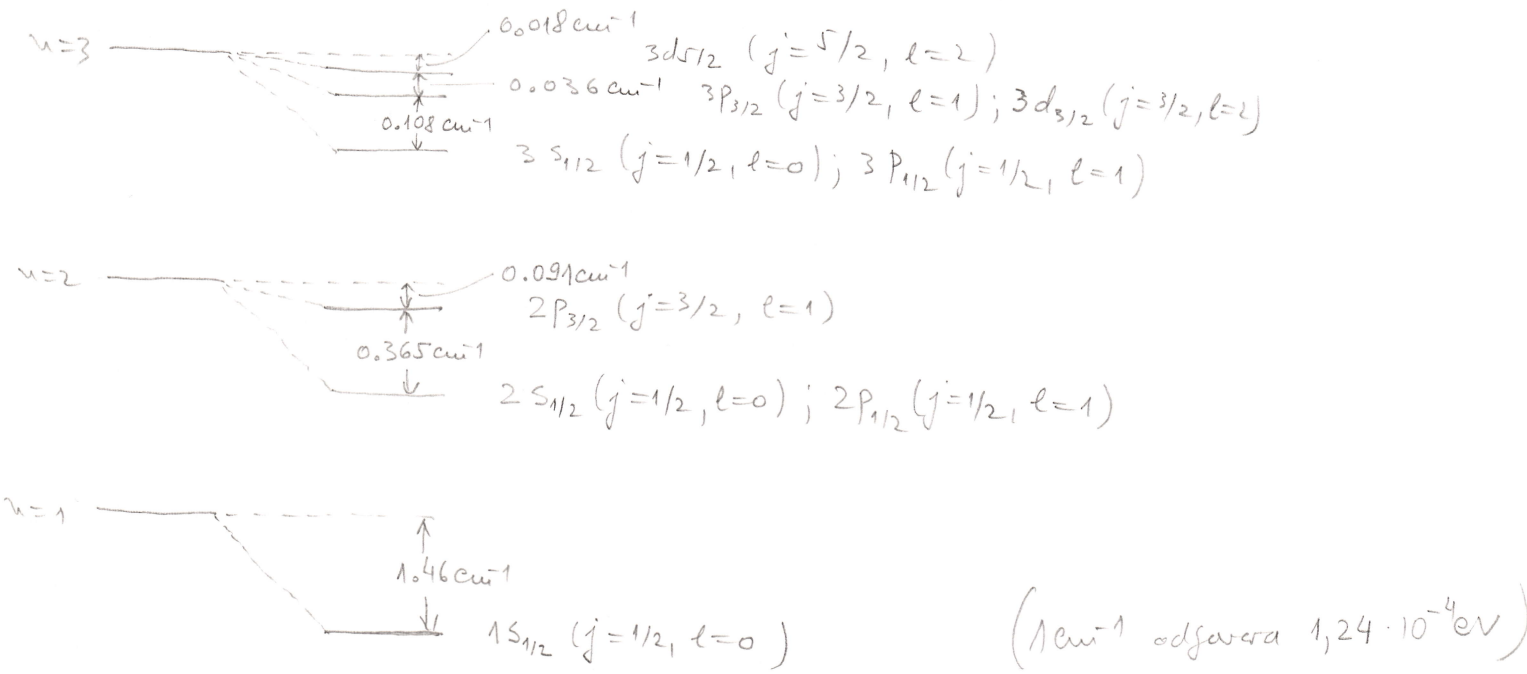 n=3
0.018 cm⁻¹
3d5/2 (j=5/2, l=2)
0.036 cm⁻¹ 3P3/2 (j=3/2, l=1); 3d3/2 (j=3/2, l=2)
0.108 cm⁻¹
3 S1/2 (j=1/2, l=0); 3 P1/2 (j=1/2, l=1)
n=2
0.091 cm⁻¹
2P3/2 (j=3/2, l=1)
0.365 cm⁻¹
2 S1/2 (j=1/2, l=0); 2P1/2 (j=1/2, l=1)
n=1
1.46 cm⁻¹
1S1/2 (j=1/2, l=0)
(1 cm⁻¹ odgovara 1,24·10⁻⁴ eV)